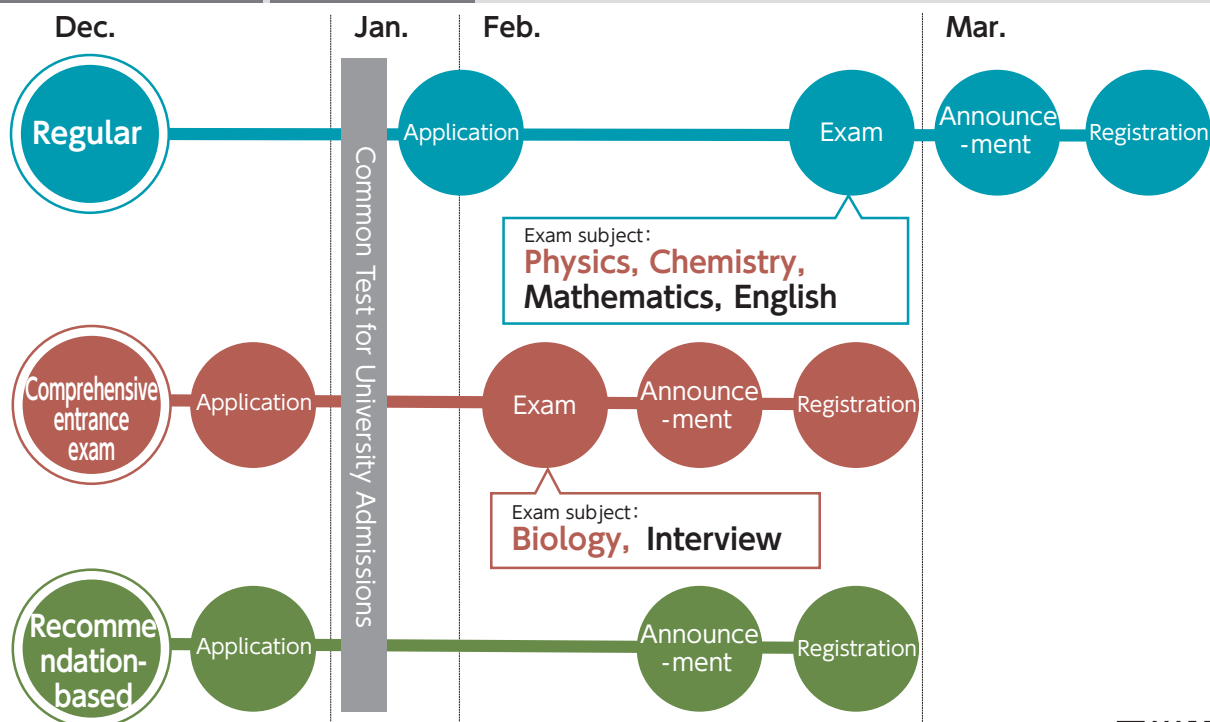 Dec.
Jan.
Feb.
Mar.
Regular
Application
Exam
Announce
-ment
Registration
Common Test for University Admissions
Exam subject:
Physics, Chemistry,
Mathematics, English
Comprehensive
entrance
exam
Application
Exam
Announce
-ment
Registration
Exam subject:
Biology, Interview
Recomme
ndation-
based
Application
Announce
-ment
Registration